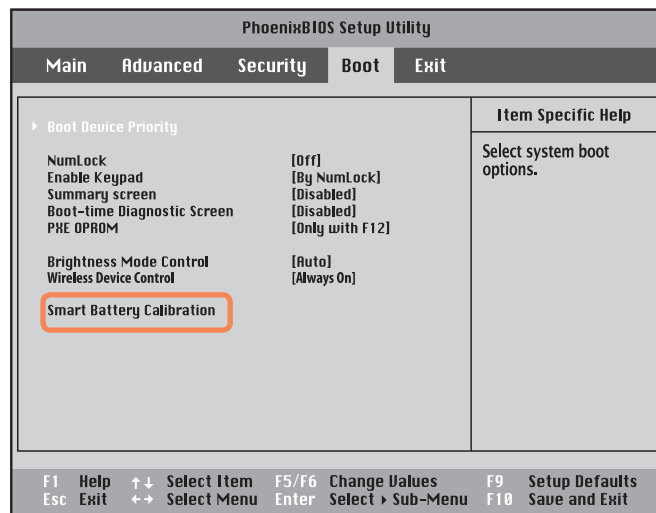 PhoenixBIOS Setup Utility
Main Advanced Security Boot Exit
Item Specific Help
▸ Boot Device Priority
Select system boot
options.
NumLock [Off]
Enable Keypad [By NumLock]
Summary screen [Disabled]
Boot-time Diagnostic Screen [Disabled]
PXE OPROM [Only with F12]
Brightness Mode Control [Auto]
Wireless Device Control [Always On]
Smart Battery Calibration
F1 Help ↑↓ Select Item F5/F6 Change Values F9 Setup Defaults
Esc Exit ←→ Select Menu Enter Select ▸ Sub-Menu F10 Save and Exit